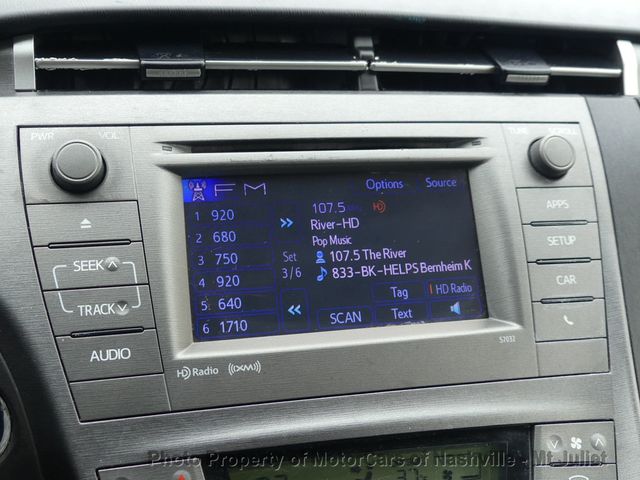 PWR VOL
TUNE SCROLL
FM
Options Source
1 920
2 680
3 750
4 920
5 640
6 1710
Set
3/6
107.5
River-HD
Pop Music
107.5 The River
833-BK-HELPS Bernheim K
Tag HD Radio
SCAN Text
SEEK
TRACK
AUDIO
APPS
SETUP
CAR
HD Radio
XM
57032
Photo Property of MotorCars of Nashville - Mt. Juliet